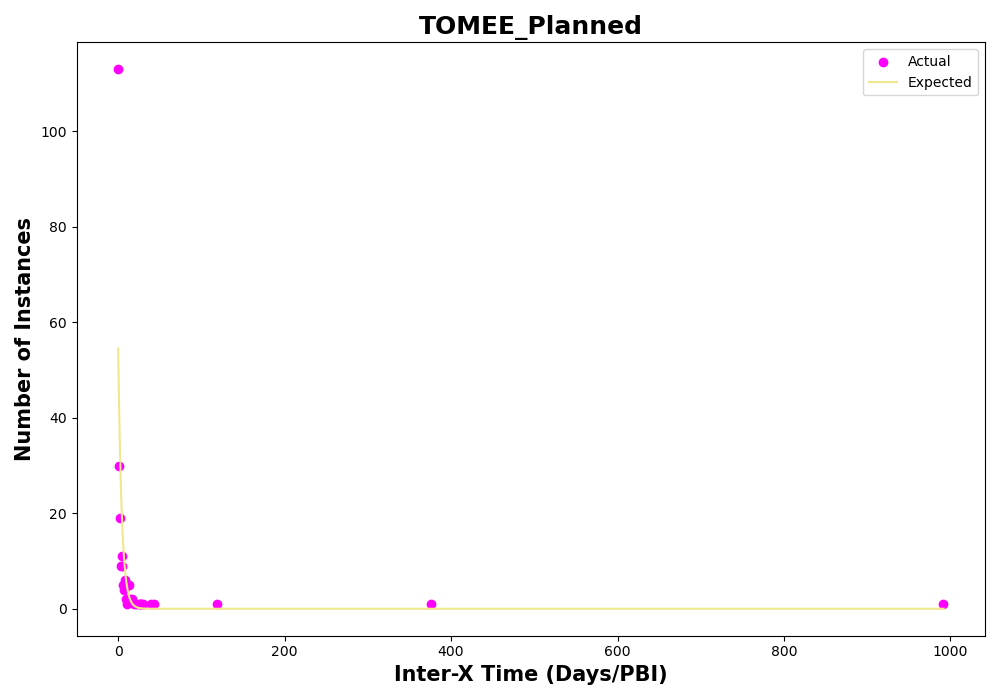 TOMEE_Planned
Actual
Expected
100
80
60
40
20
0
Number of Instances
0 200 400 600 800 1000
Inter-X Time (Days/PBI)